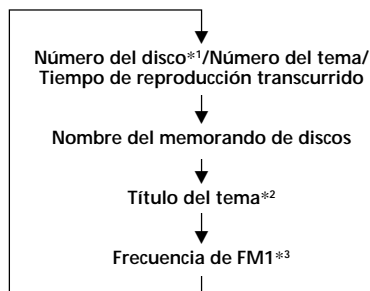 Número del disco*1/Número del tema/
Tiempo de reproducción transcurrido
Nombre del memorando de discos
Título del tema*2
Frecuencia de FM1*3